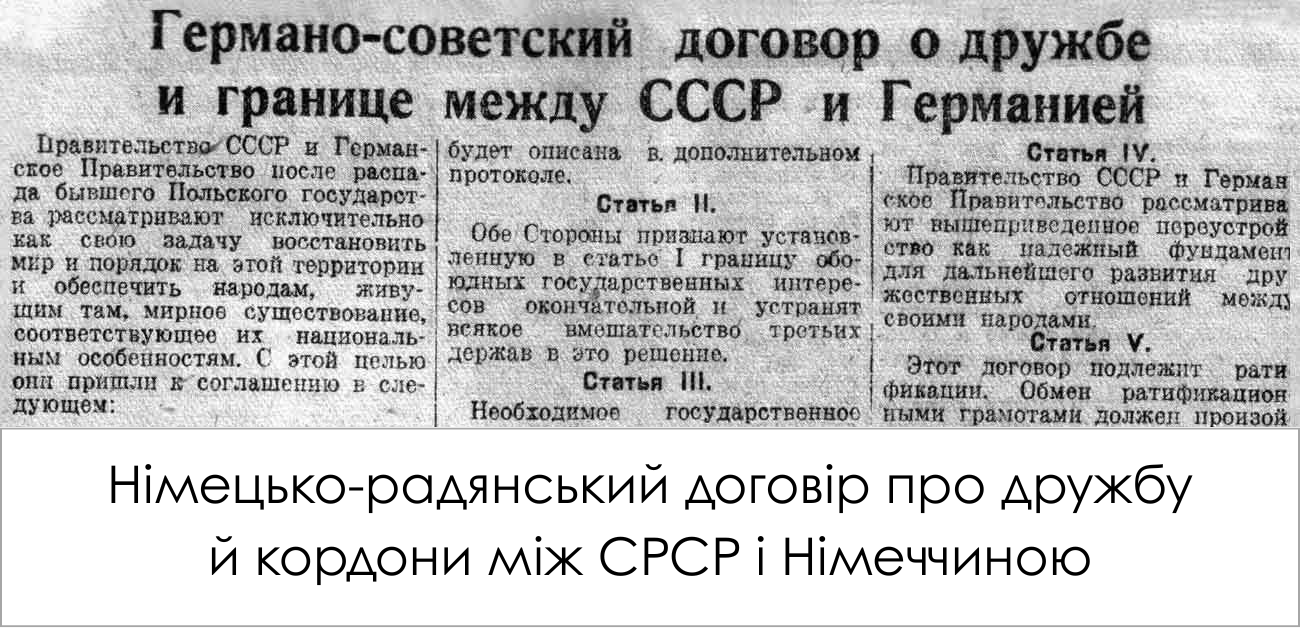 Германо-советский договор о дружбе
и границе между СССР и Германией
Правительство СССР и Герман-
ское Правительство после распа-
да бывшего Польского государст-
ва рассматривают исключительно
как свою задачу восстановить
мир и порядок на этой территории
и обеспечить народам, живу-
щим там, мирное существование,
соответствующее их националь-
ным особенностям. С этой целью
они пришли к соглашению в сле-
дующем:
будет описана в дополнительном
протоколе.
Статья II.
Обе Стороны признают установ-
ленную в статье I границу обо-
юдных государственных интере-
сов окончательной и устранят
всякое вмешательство третьих
держав в это решение.
Статья III.
Необходимое государственное
Статья IV.
Правительство СССР и Герман
ское Правительство рассматрива
ют вышеприведенное переустрой
ство как надежный фундамент
для дальнейшего развития дру
жественных отношений между
своими народами.
Статья V.
Этот договор подлежит рати
фикации. Обмен ратификацион
ными грамотами должен произой
Німецько-радянський договір про дружбу
й кордони між СРСР і Німеччиною